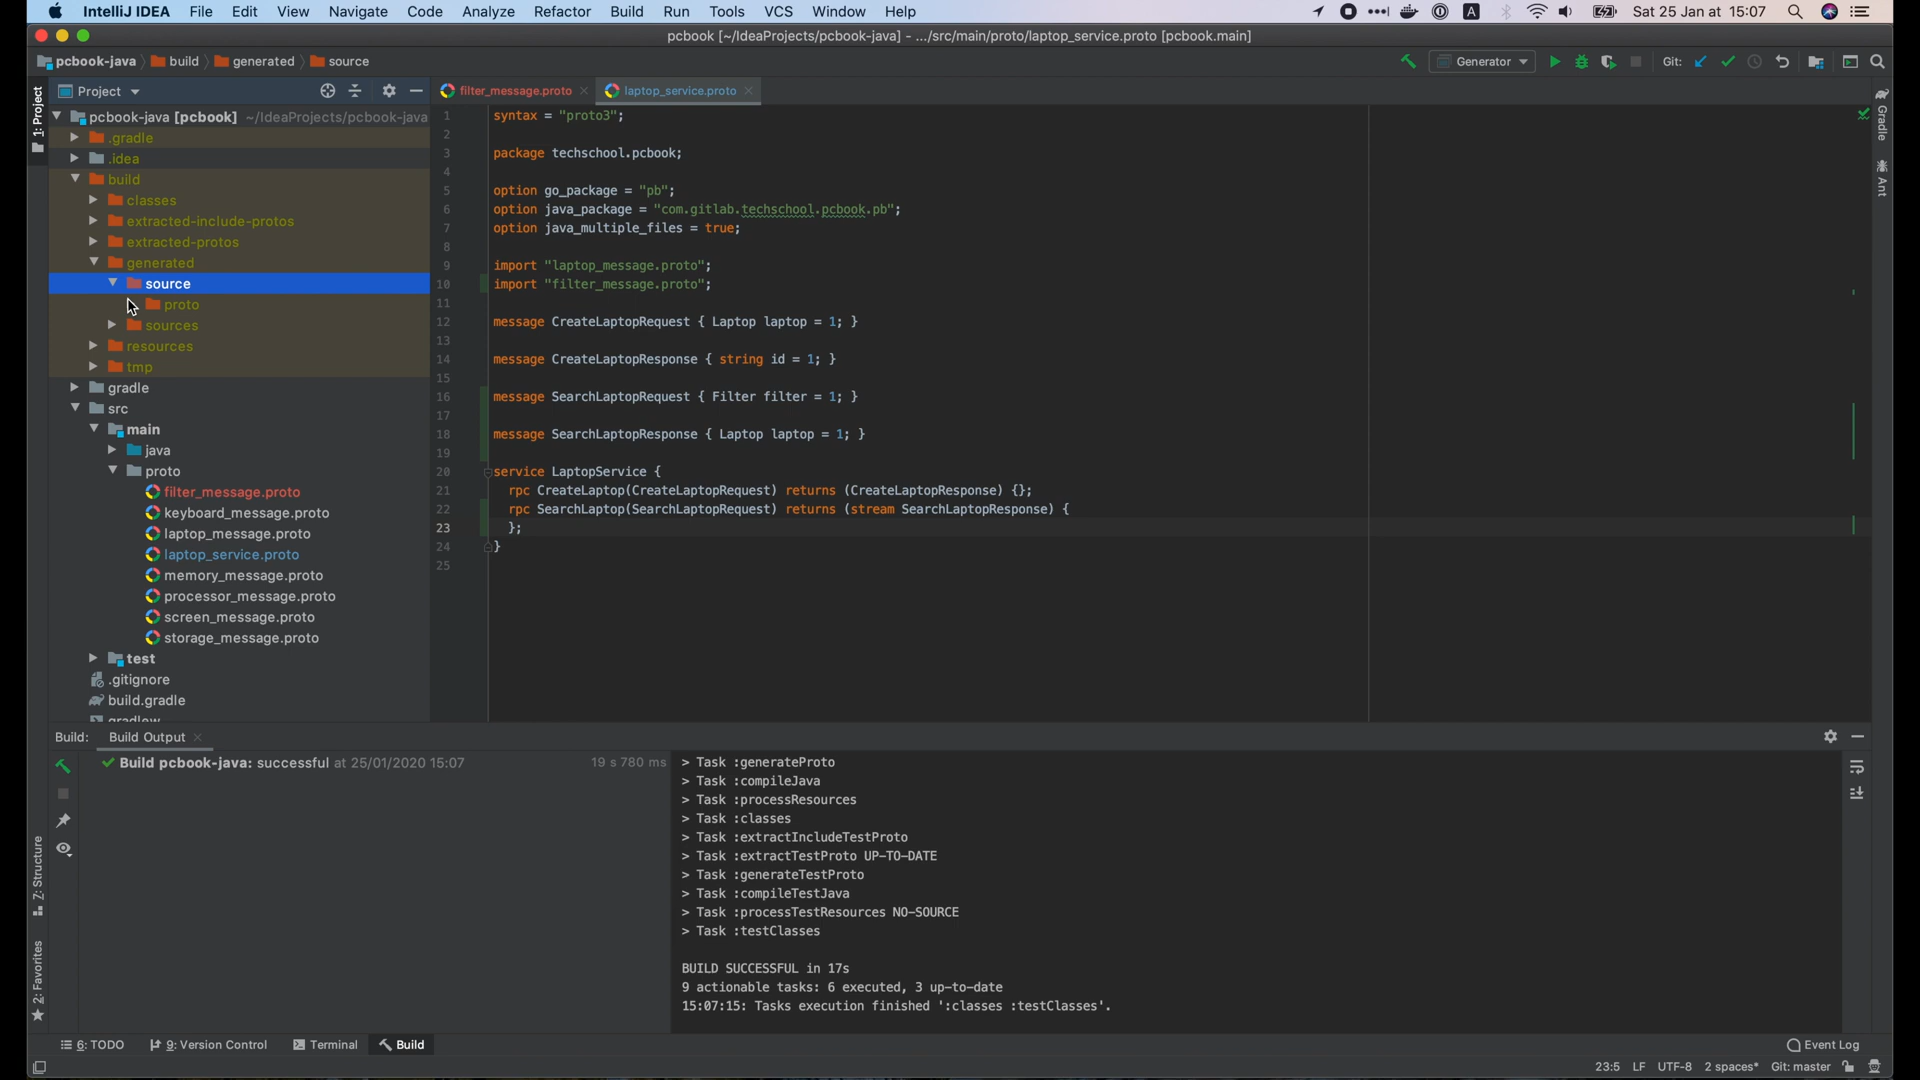 IntelliJ IDEA File Edit View Navigate Code Analyze Refactor Build Run Tools VCS Window Help A Sat 25 Jan at 15:07
pcbook [~/IdeaProjects/pcbook-java] - .../src/main/proto/laptop_service.proto [pcbook.main]
pcbook-java build generated source Generator Git:
1: Project
Project
pcbook-java [pcbook] ~/IdeaProjects/pcbook-java
.gradle
.idea
build
classes
extracted-include-protos
extracted-protos
generated
source
proto
sources
resources
tmp
gradle
src
main
java
proto
filter_message.proto
keyboard_message.proto
laptop_message.proto
laptop_service.proto
memory_message.proto
processor_message.proto
screen_message.proto
storage_message.proto
test
.gitignore
build.gradle
gradlew
filter_message.proto laptop_service.proto
1 syntax = "proto3";
2
3 package techschool.pcbook;
4
5 option go_package = "pb";
6 option java_package = "com.gitlab.techschool.pcbook.pb";
7 option java_multiple_files = true;
8
9 import "laptop_message.proto";
10 import "filter_message.proto";
11
12 message CreateLaptopRequest { Laptop laptop = 1; }
13
14 message CreateLaptopResponse { string id = 1; }
15
16 message SearchLaptopRequest { Filter filter = 1; }
17
18 message SearchLaptopResponse { Laptop laptop = 1; }
19
20 service LaptopService {
21 rpc CreateLaptop(CreateLaptopRequest) returns (CreateLaptopResponse) {};
22 rpc SearchLaptop(SearchLaptopRequest) returns (stream SearchLaptopResponse) {
23 };
24 }
25
Gradle
Ant
Build: Build Output
Build pcbook-java: successful at 25/01/2020 15:07 19 s 780 ms
> Task :generateProto
> Task :compileJava
> Task :processResources
> Task :classes
> Task :extractIncludeTestProto
> Task :extractTestProto UP-TO-DATE
> Task :generateTestProto
> Task :compileTestJava
> Task :processTestResources NO-SOURCE
> Task :testClasses
BUILD SUCCESSFUL in 17s
9 actionable tasks: 6 executed, 3 up-to-date
15:07:15: Tasks execution finished ':classes :testClasses'.
Z: Structure
2: Favorites
6: TODO 9: Version Control Terminal Build Event Log
23:5 LF UTF-8 2 spaces* Git: master